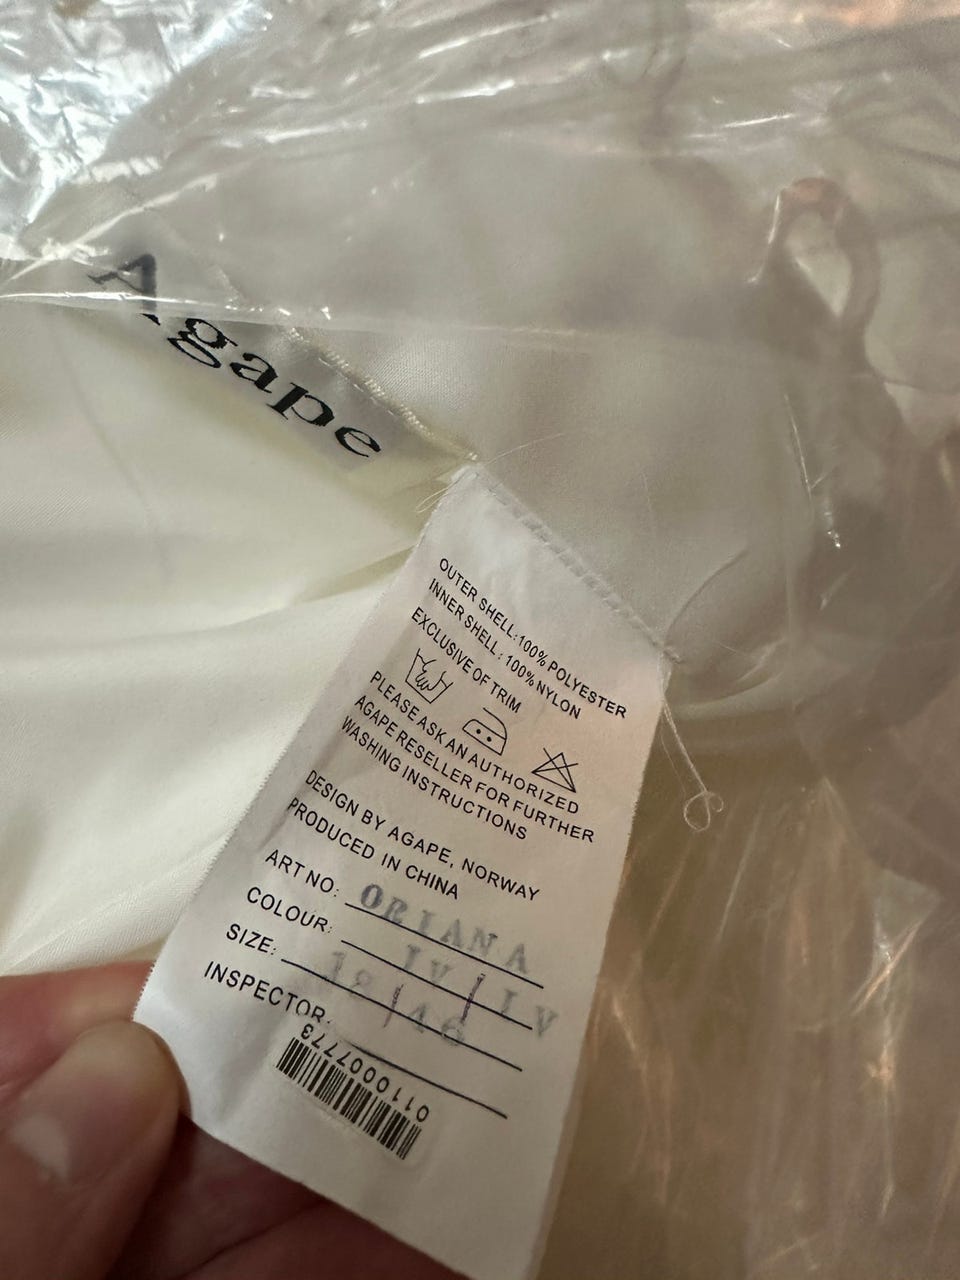 Agape
OUTER SHELL:100% POLYESTER
INNER SHELL: 100% NYLON
EXCLUSIVE OF TRIM
PLEASE ASK AN AUTHORIZED
AGAPE RESELLER FOR FURTHER
WASHING INSTRUCTIONS
DESIGN BY AGAPE, NORWAY
PRODUCED IN CHINA
ART NO: ORIANA
COLOUR: IV/IV
SIZE: 18/46
INSPECTOR:
0110007773